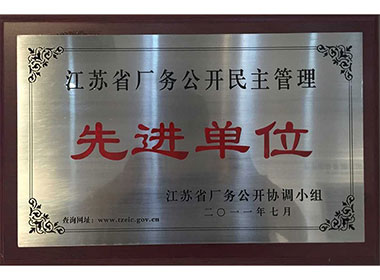 江苏省厂务公开民主管理
先进单位
江苏省厂务公开协调小组
二〇一一年七月
查询网址：www.tzeic.gov.cn